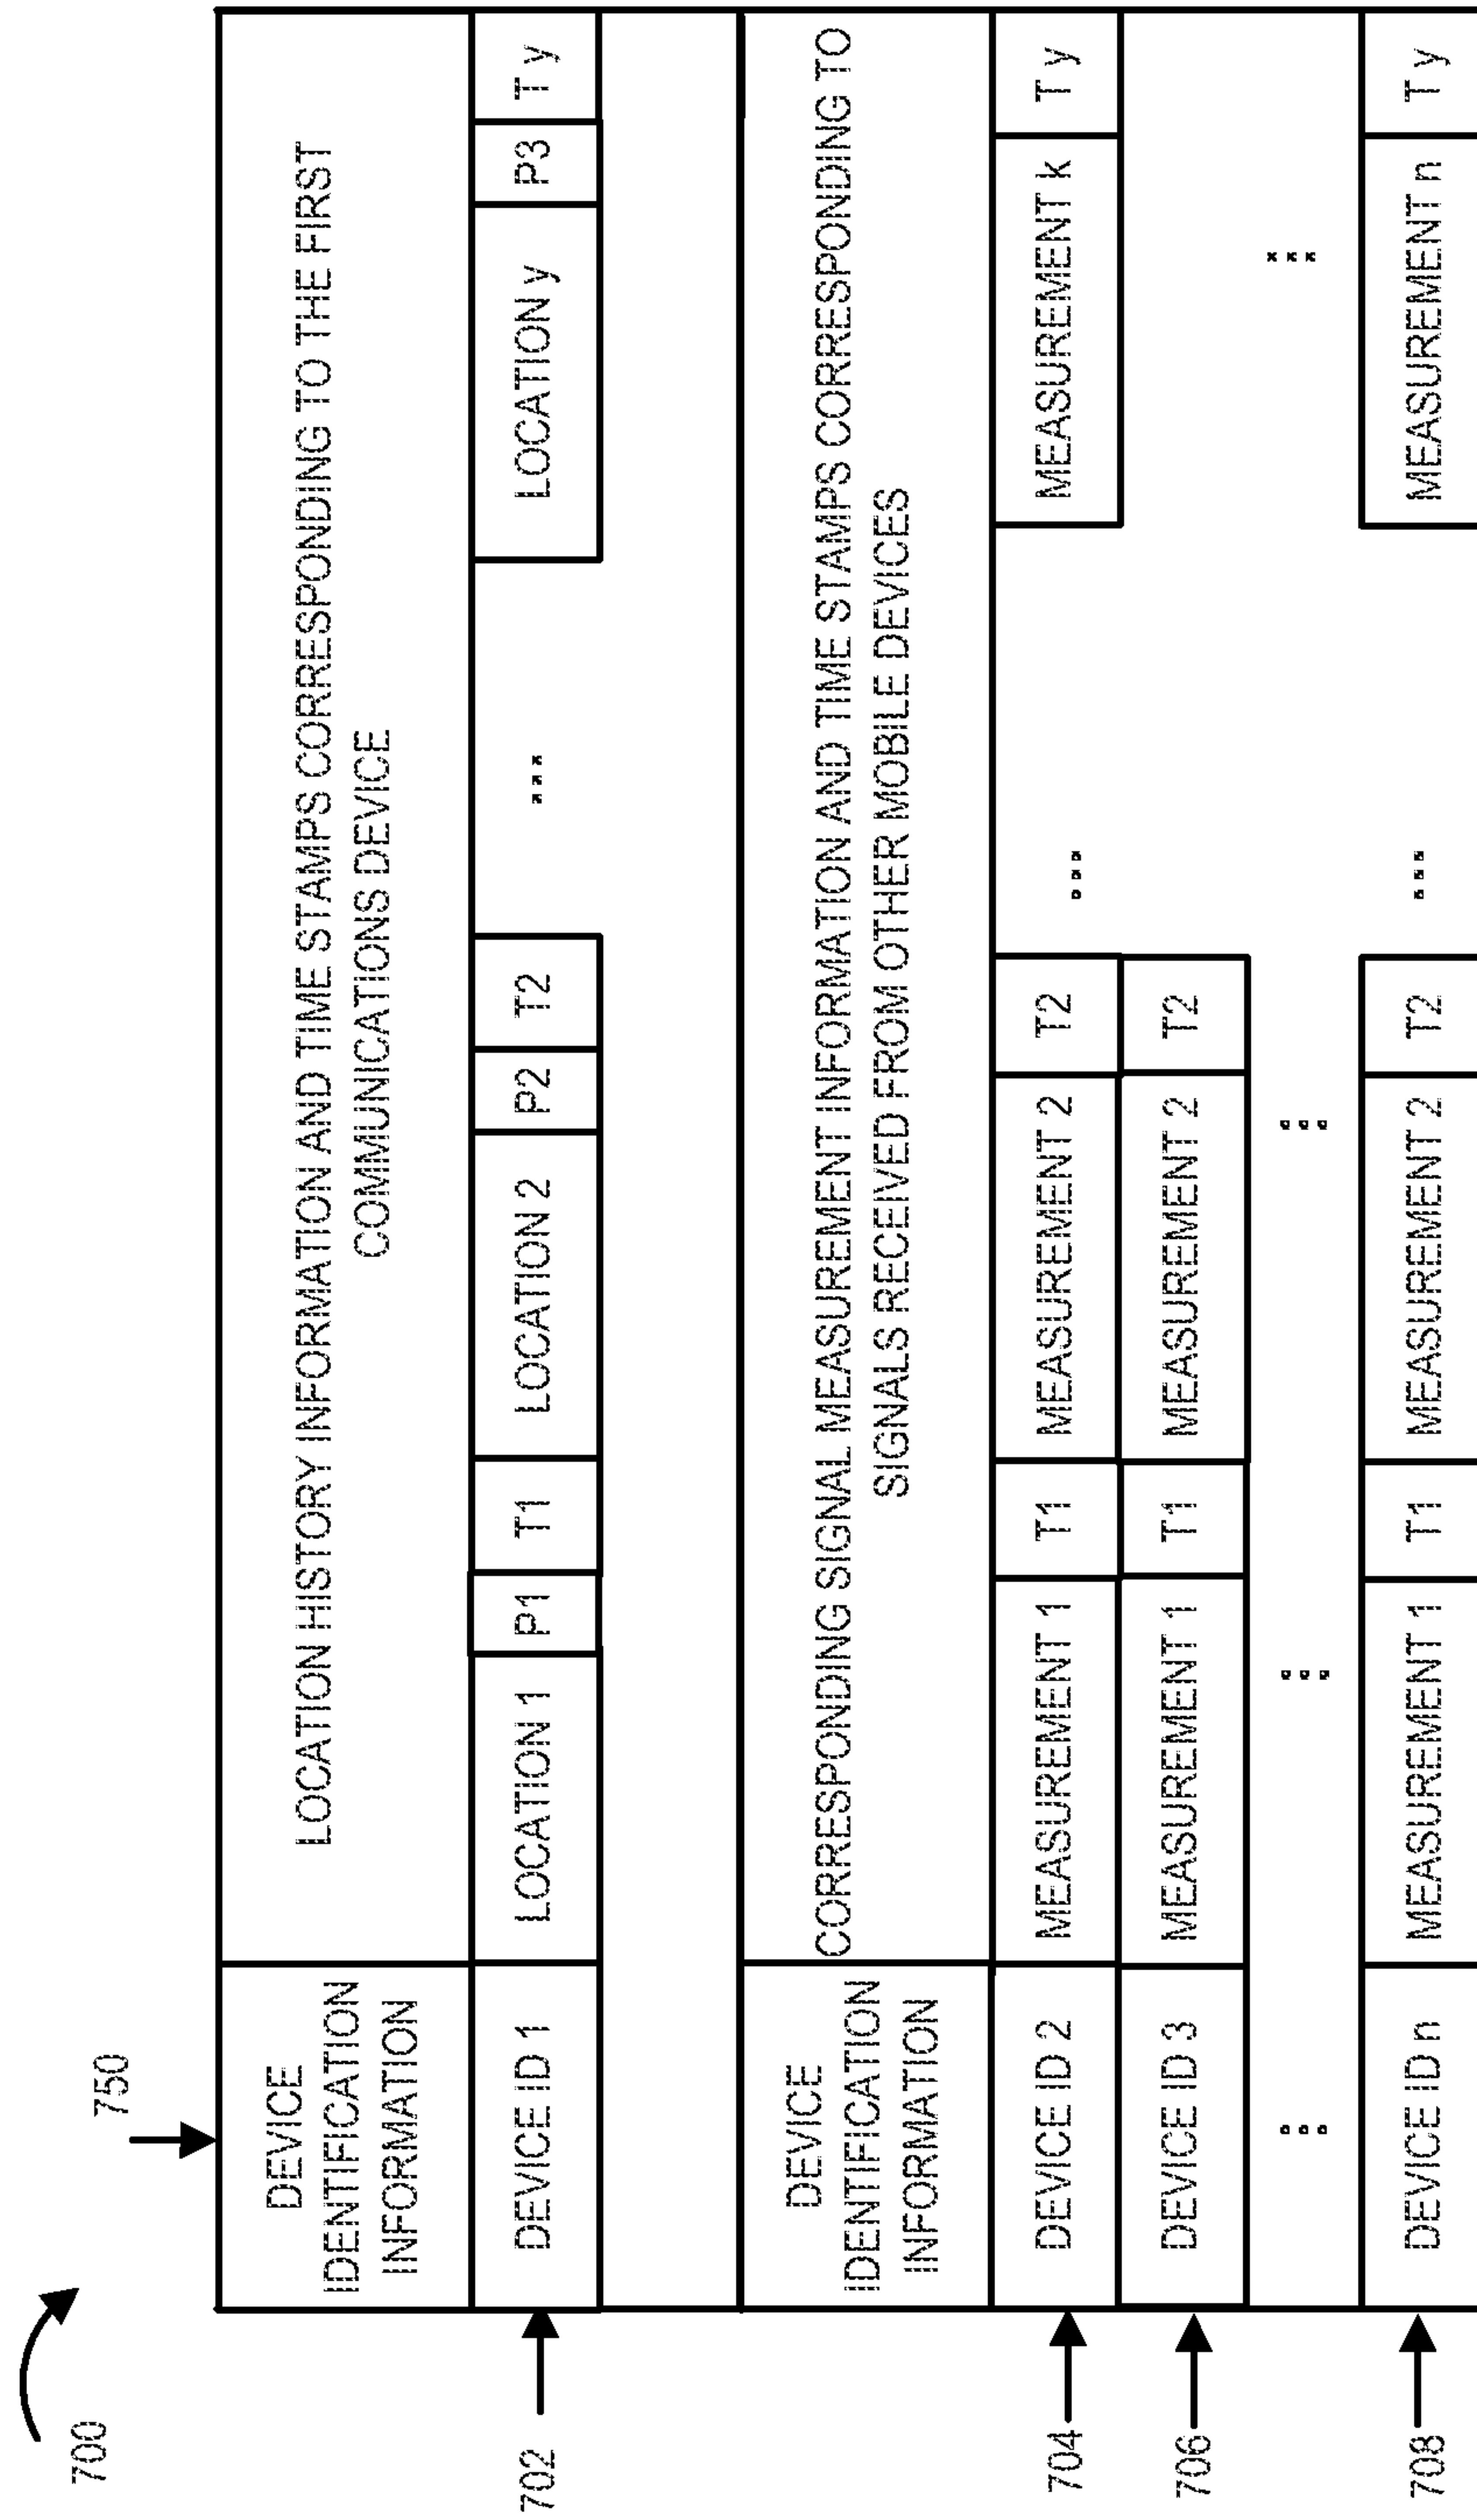 700
750
DEVICE
IDENTIFICATION
INFORMATION
LOCATION HISTORY INFORMATION AND TIME STAMPS CORRESPONDING TO THE FIRST
COMMUNICATIONS DEVICE
702
DEVICE ID 1 LOCATION 1 P1 T1 LOCATION 2 P2 T2 ... LOCATION y P3 T y
DEVICE
IDENTIFICATION
INFORMATION
CORRESPONDING SIGNAL MEASUREMENT INFORMATION AND TIME STAMPS CORRESPONDING TO
SIGNALS RECEIVED FROM OTHER MOBILE DEVICES
704
DEVICE ID 2 MEASUREMENT 1 T1 MEASUREMENT 2 T2 ... MEASUREMENT k T y
706
DEVICE ID 3 MEASUREMENT 1 T1 MEASUREMENT 2 T2
... ... ... ...
708
DEVICE ID n MEASUREMENT 1 T1 MEASUREMENT 2 T2 ... MEASUREMENT n T y